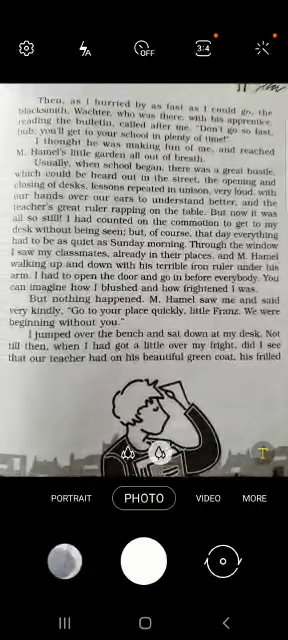 OFF
3:4
Then, as I hurried by as fast as I could go, the
blacksmith, Wachter, who was there, with his apprentice,
reading the bulletin, called after me, "Don't go so fast,
bub; you'll get to your school in plenty of time!"
I thought he was making fun of me, and reached
M. Hamel's little garden all out of breath.
Usually, when school began, there was a great bustle,
which could be heard out in the street, the opening and
closing of desks, lessons repeated in unison, very loud, with
our hands over our ears to understand better, and the
teacher's great ruler rapping on the table. But now it was
all so still! I had counted on the commotion to get to my
desk without being seen; but, of course, that day everything
had to be as quiet as Sunday morning. Through the window
I saw my classmates, already in their places, and M. Hamel
walking up and down with his terrible iron ruler under his
arm. I had to open the door and go in before everybody. You
can imagine how I blushed and how frightened I was.
But nothing happened. M. Hamel saw me and said
very kindly, "Go to your place quickly, little Franz. We were
beginning without you."
I jumped over the bench and sat down at my desk. Not
till then, when I had got a little over my fright, did I see
that our teacher had on his beautiful green coat, his frilled
T
PORTRAIT PHOTO VIDEO MORE